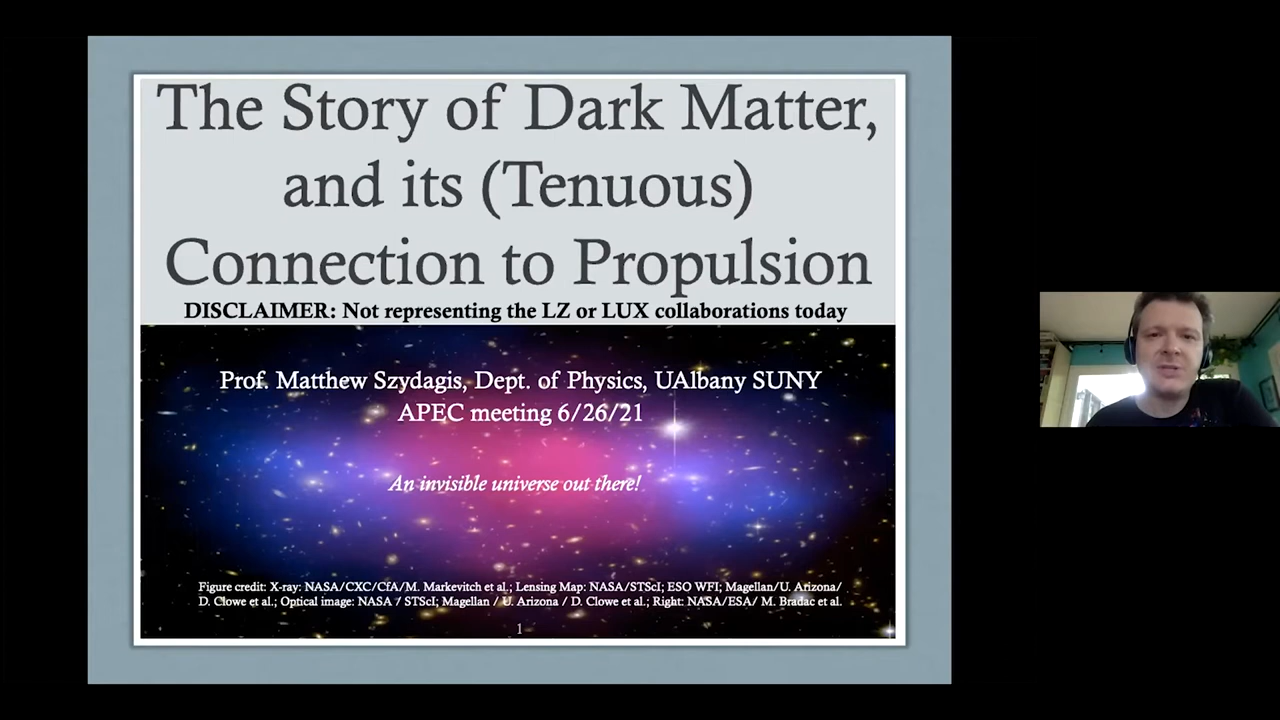 The Story of Dark Matter,
and its (Tenuous)
Connection to Propulsion
DISCLAIMER: Not representing the LZ or LUX collaborations today
Prof. Matthew Szydagis, Dept. of Physics, UAlbany SUNY
APEC meeting 6/26/21
An invisible universe out there!
Figure credit: X-ray: NASA/CXC/CfA/M. Markevitch et al.; Lensing Map: NASA/STScI; ESO WFI; Magellan/U. Arizona/
D. Clowe et al.; Optical image: NASA / STScI; Magellan / U. Arizona / D. Clowe et al.; Right: NASA/ESA/ M. Bradac et al.
1